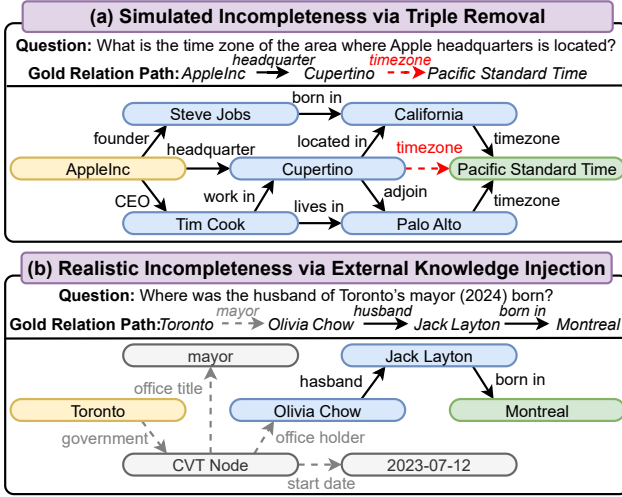 (a) Simulated Incompleteness via Triple Removal
Question: What is the time zone of the area where Apple headquarters is located?
headquarter timezone
Gold Relation Path: AppleInc Cupertino Pacific Standard Time
born in
Steve Jobs California
founder headquarter located in timezone timezone
AppleInc Cupertino Pacific Standard Time
CEO work in adjoin timezone
lives in
Tim Cook Palo Alto
(b) Realistic Incompleteness via External Knowledge Injection
Question: Where was the husband of Toronto's mayor (2024) born?
mayor husband born in
Gold Relation Path: Toronto Olivia Chow Jack Layton Montreal
mayor Jack Layton
office title hasband born in
Toronto Olivia Chow Montreal
government office holder
CVT Node 2023-07-12
start date